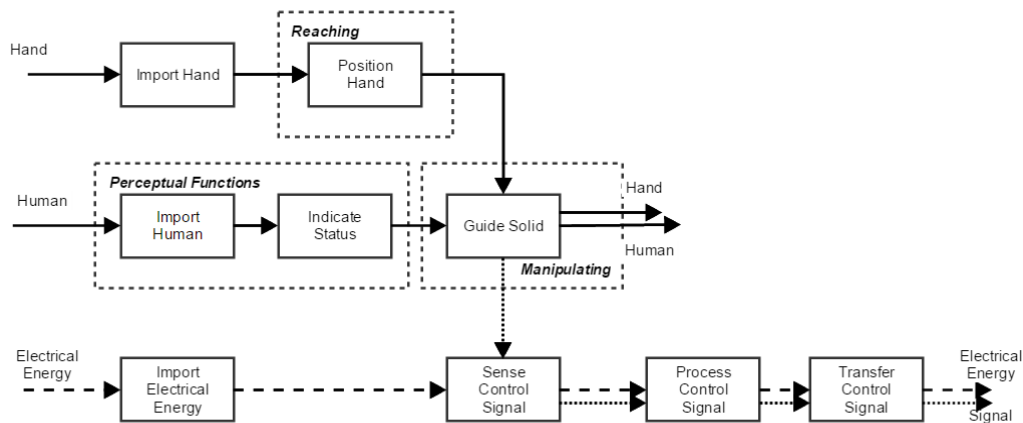 Reaching
Hand
Import Hand
Position
Hand
Perceptual Functions
Human
Import
Human
Indicate
Status
Guide Solid
Hand
Human
Manipulating
Electrical
Energy
Import
Electrical
Energy
Sense
Control
Signal
Process
Control
Signal
Transfer
Control
Signal
Electrical
Energy
Signal